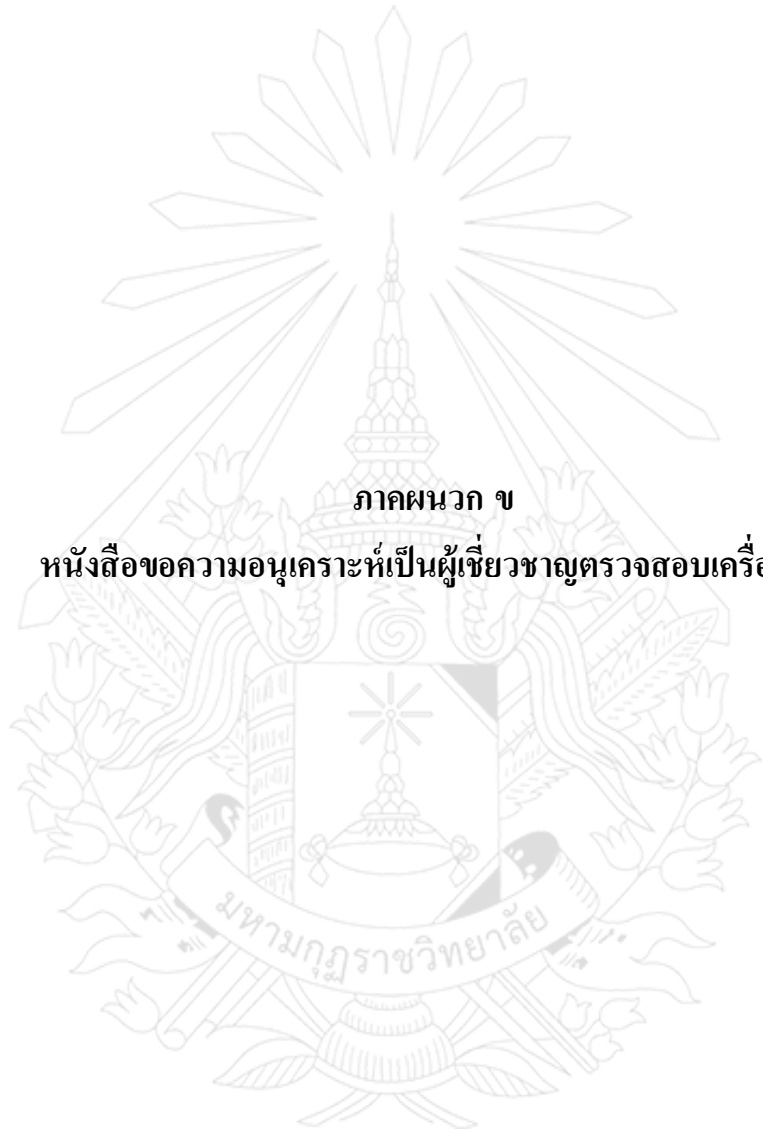 ภาคผนวก ข
หนังสือขอความอนุเคราะห์เป็นผู้เชี่ยวชาญตรวจสอบเครื่อ
มหามกุฏราชวิทยาลัย